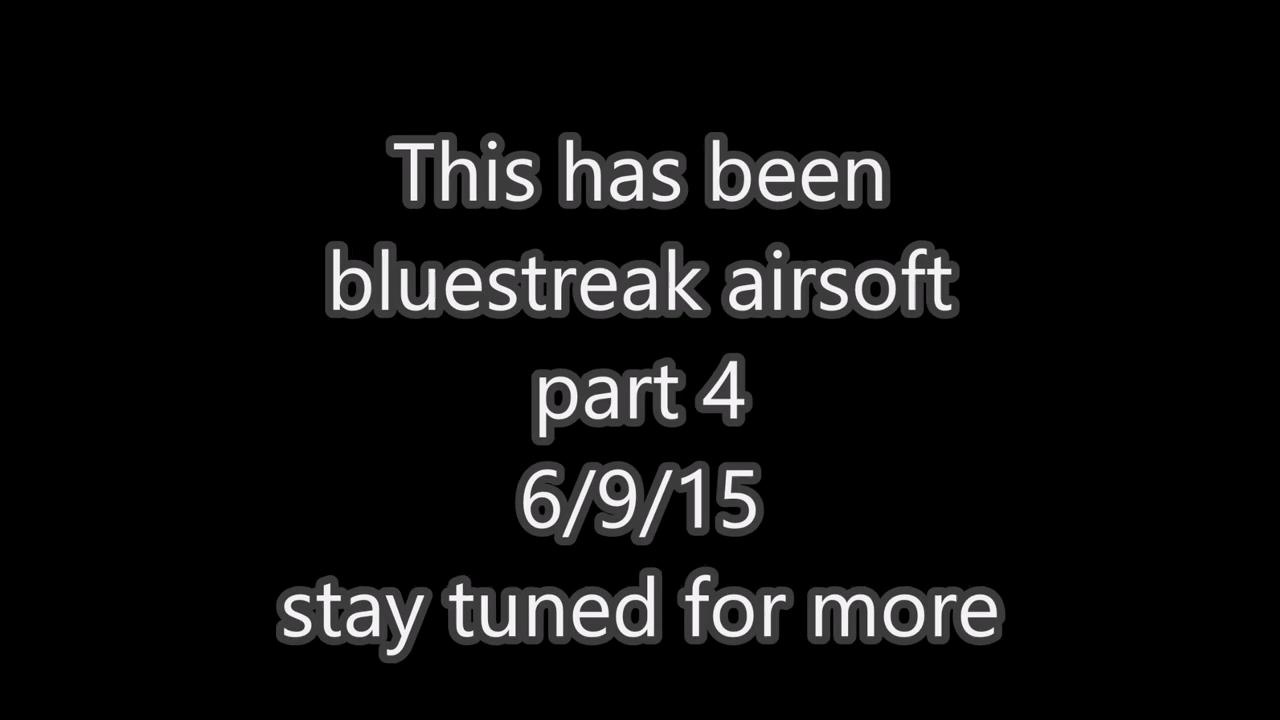 This has been
bluestreak airsoft
part 4
6/9/15
stay tuned for more